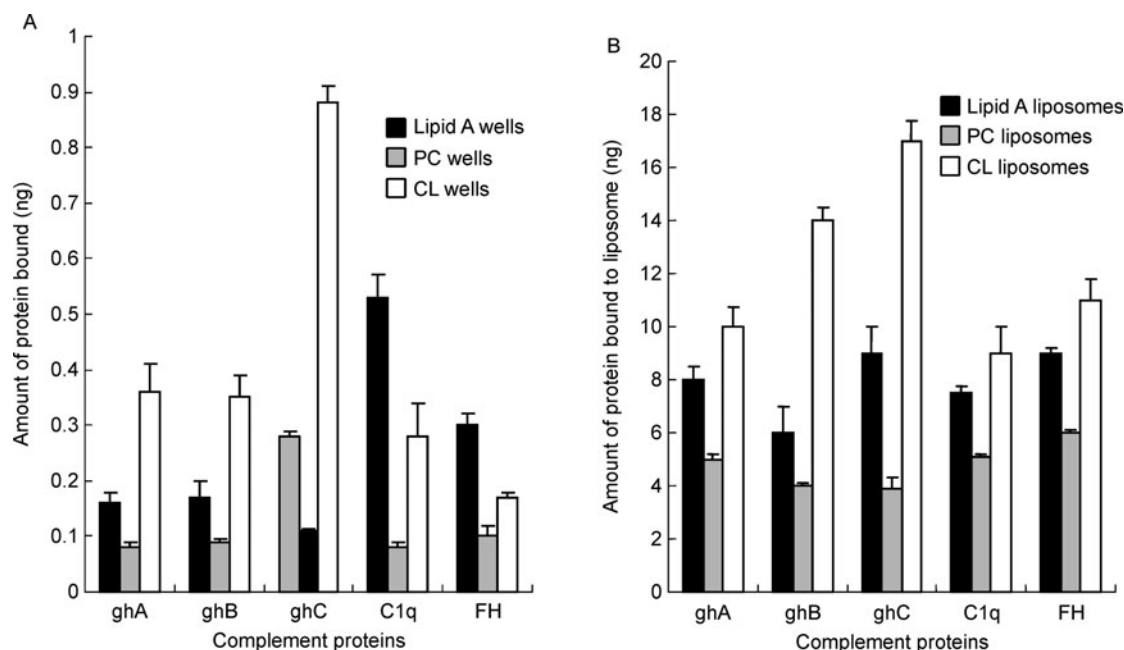 A
Amount of protein bound (ng)
1
0.9
0.8
0.7
0.6
0.5
0.4
0.3
0.2
0.1
0
Lipid A wells
PC wells
CL wells
ghA ghB ghC C1q FH
Complement proteins
B
Amount of protein bound to liposome (ng)
20
18
16
14
12
10
8
6
4
2
0
Lipid A liposomes
PC liposomes
CL liposomes
ghA ghB ghC C1q FH
Complement proteins